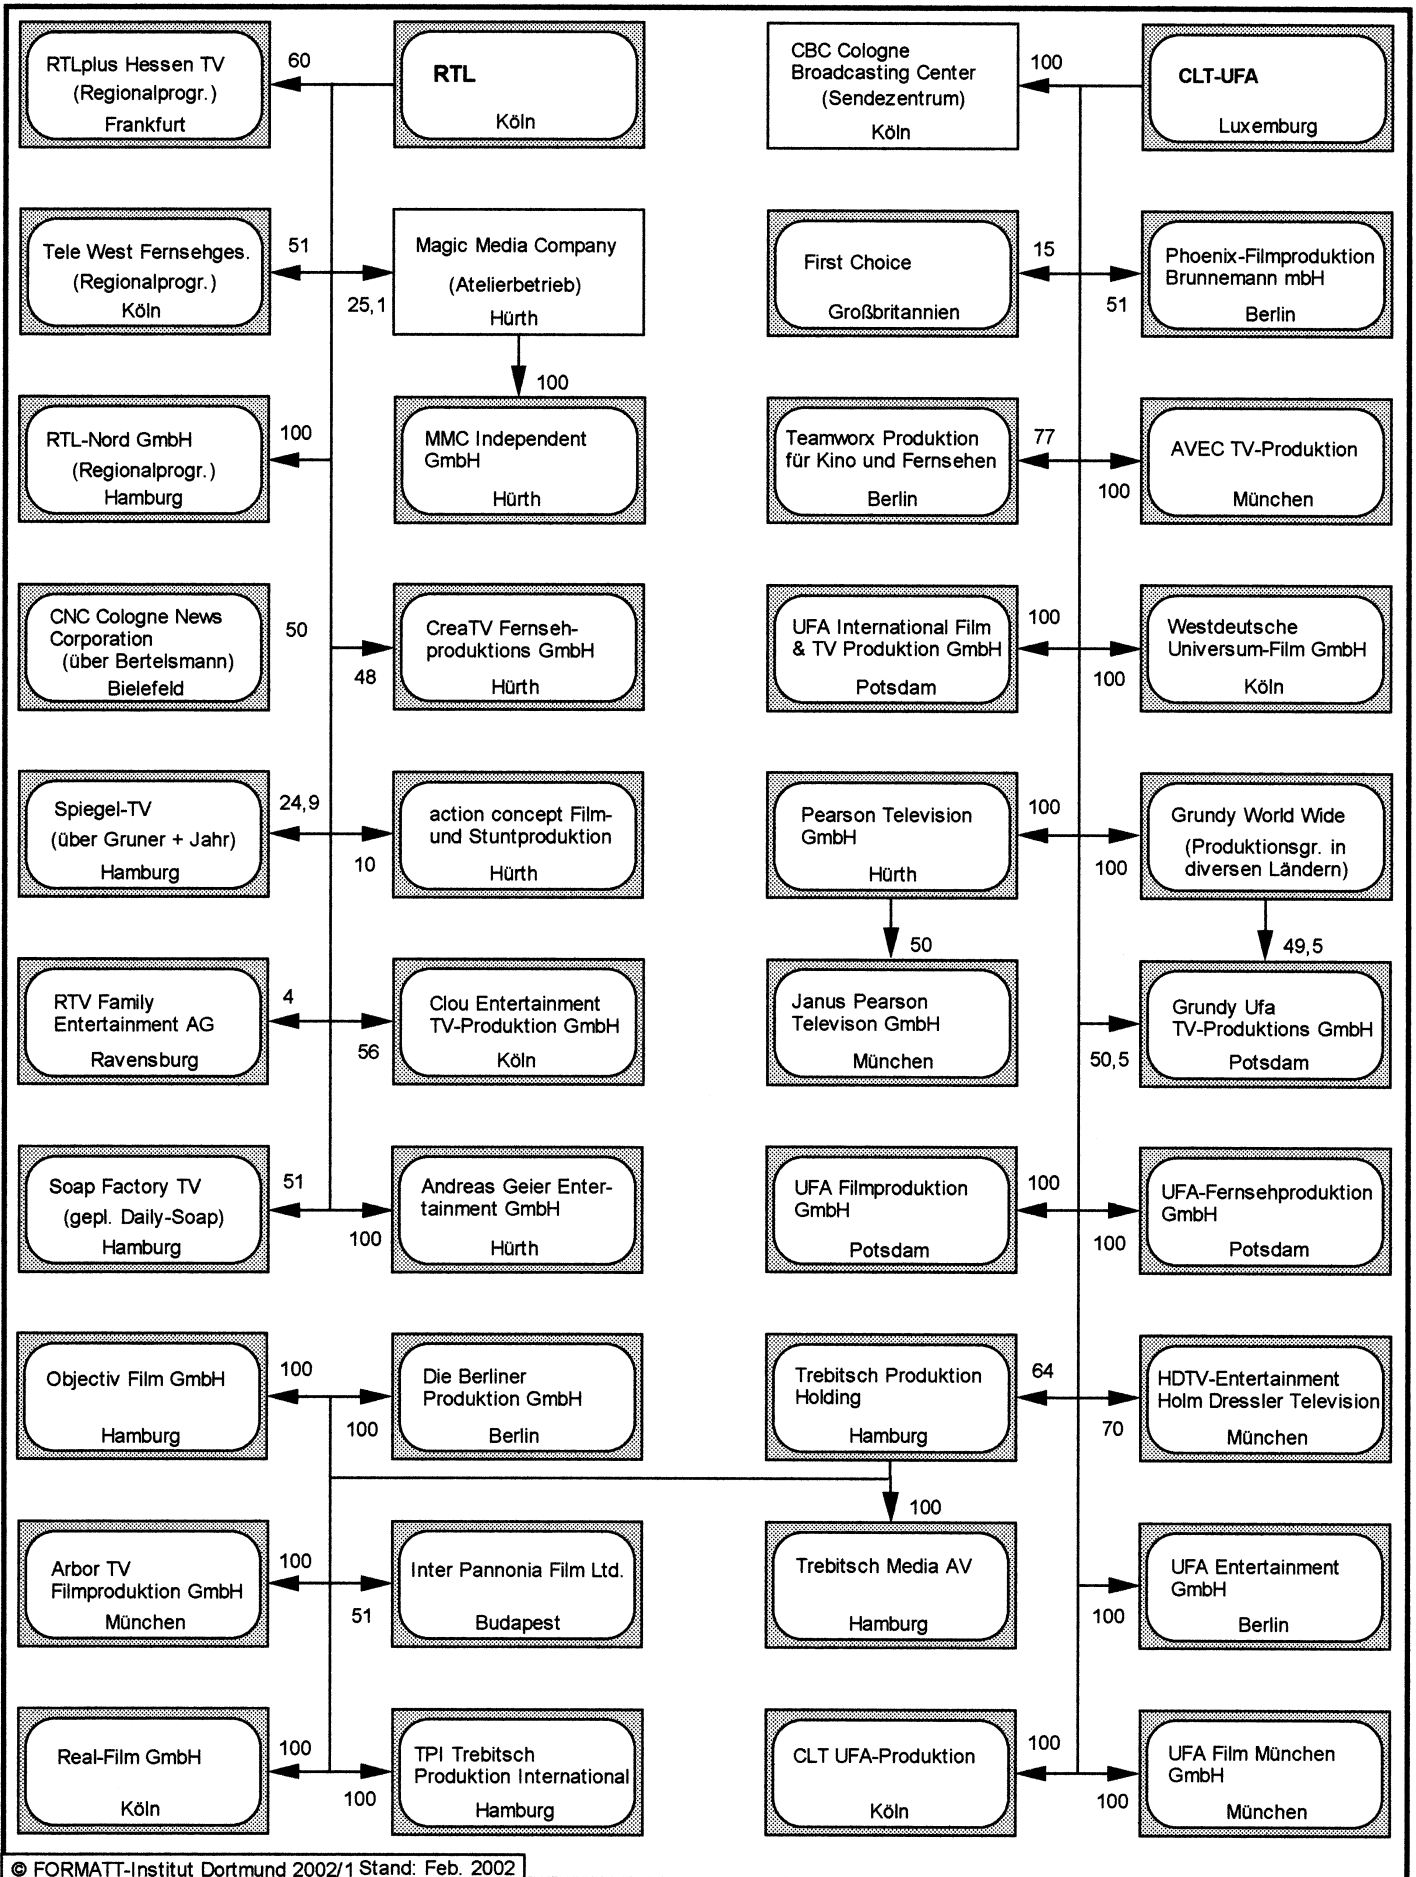 RTLplus Hessen TV
(Regionalprogr.)
Frankfurt
60
RTL
Köln
CBC Cologne
Broadcasting Center
(Sendezentrum)
Köln
100
CLT-UFA
Luxemburg
Tele West Fernsehges.
(Regionalprogr.)
Köln
51
25,1
Magic Media Company
(Atelierbetrieb)
Hürth
First Choice
Großbritannien
15
51
Phoenix-Filmproduktion
Brunnemann mbH
Berlin
100
RTL-Nord GmbH
(Regionalprogr.)
Hamburg
100
MMC Independent
GmbH
Hürth
Teamworx Produktion
für Kino und Fernsehen
Berlin
77
100
AVEC TV-Produktion
München
CNC Cologne News
Corporation
(über Bertelsmann)
Bielefeld
50
48
CreaTV Fernseh-
produktions GmbH
Hürth
UFA International Film
& TV Produktion GmbH
Potsdam
100
100
Westdeutsche
Universum-Film GmbH
Köln
Spiegel-TV
(über Gruner + Jahr)
Hamburg
24,9
10
action concept Film-
und Stuntproduktion
Hürth
Pearson Television
GmbH
Hürth
100
100
Grundy World Wide
(Produktionsgr. in
diversen Ländern)
50
49,5
RTV Family
Entertainment AG
Ravensburg
4
56
Clou Entertainment
TV-Produktion GmbH
Köln
Janus Pearson
Televison GmbH
München
50,5
Grundy Ufa
TV-Produktions GmbH
Potsdam
Soap Factory TV
(gepl. Daily-Soap)
Hamburg
51
100
Andreas Geier Enter-
tainment GmbH
Hürth
UFA Filmproduktion
GmbH
Potsdam
100
100
UFA-Fernsehproduktion
GmbH
Potsdam
Objectiv Film GmbH
Hamburg
100
100
Die Berliner
Produktion GmbH
Berlin
Trebitsch Produktion
Holding
Hamburg
64
70
HDTV-Entertainment
Holm Dressler Television
München
100
Arbor TV
Filmproduktion GmbH
München
100
51
Inter Pannonia Film Ltd.
Budapest
Trebitsch Media AV
Hamburg
100
UFA Entertainment
GmbH
Berlin
Real-Film GmbH
Köln
100
100
TPI Trebitsch
Produktion International
Hamburg
CLT UFA-Produktion
Köln
100
100
UFA Film München
GmbH
München
© FORMATT-Institut Dortmund 2002/1 Stand: Feb. 2002